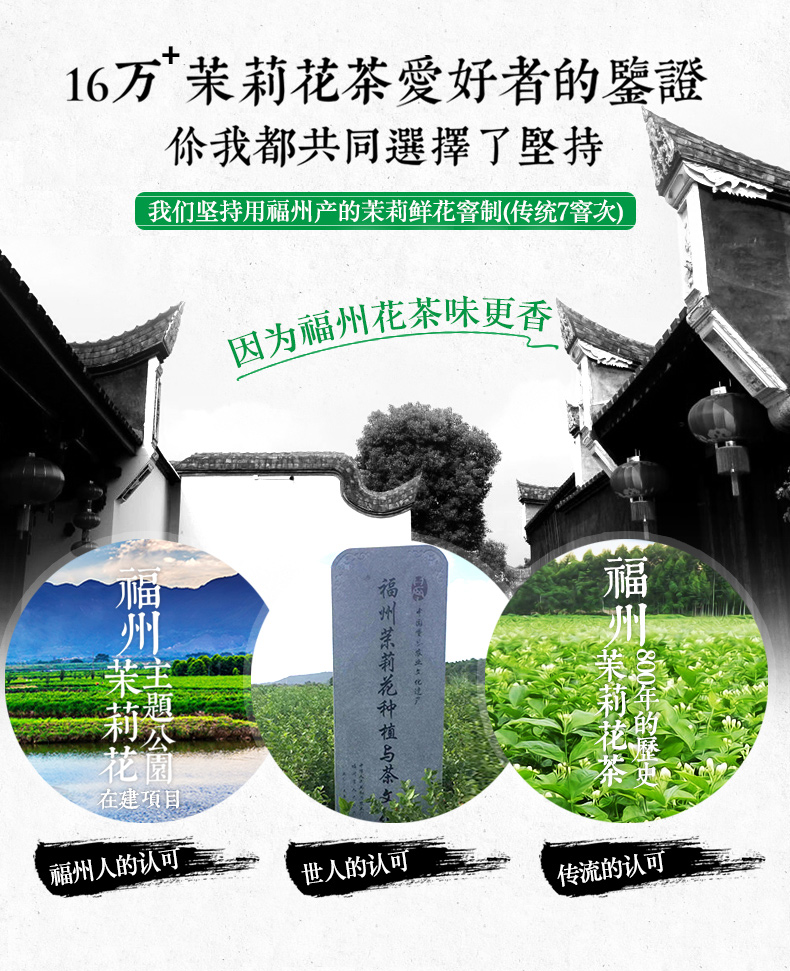 16万+茉莉花茶愛好者的鑒證
你我都共同選擇了堅持
我们坚持用福州产的茉莉鲜花窨制(传统7窨次)
因为福州花茶味更香
福州
茉莉花
主題公園
在建項目
福州茉莉花种植与茶文
福州
茉莉花茶
800年的歷史
福州人的认可
世人的认可
传流的认可